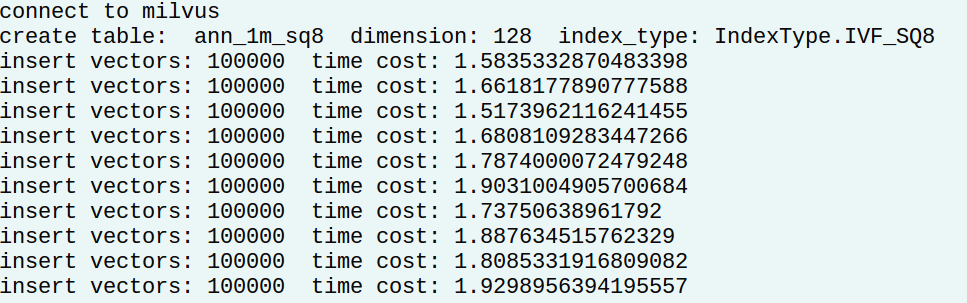 connect to milvus
create table:  ann_1m_sq8  dimension: 128  index_type: IndexType.IVF_SQ8
insert vectors: 100000  time cost: 1.5835332870483398
insert vectors: 100000  time cost: 1.6618177890777588
insert vectors: 100000  time cost: 1.5173962116241455
insert vectors: 100000  time cost: 1.6808109283447266
insert vectors: 100000  time cost: 1.7874000072479248
insert vectors: 100000  time cost: 1.9031004905700684
insert vectors: 100000  time cost: 1.73750638961792
insert vectors: 100000  time cost: 1.887634515762329
insert vectors: 100000  time cost: 1.8085331916809082
insert vectors: 100000  time cost: 1.9298956394195557